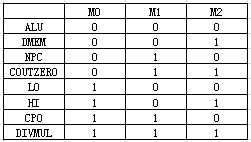 M0 M1 M2
ALU 0 0 0
DMEM 0 0 1
NPC 0 1 0
COUTZERO 0 1 1
LO 1 0 0
HI 1 0 1
CPO 1 1 0
DIVMUL 1 1 1